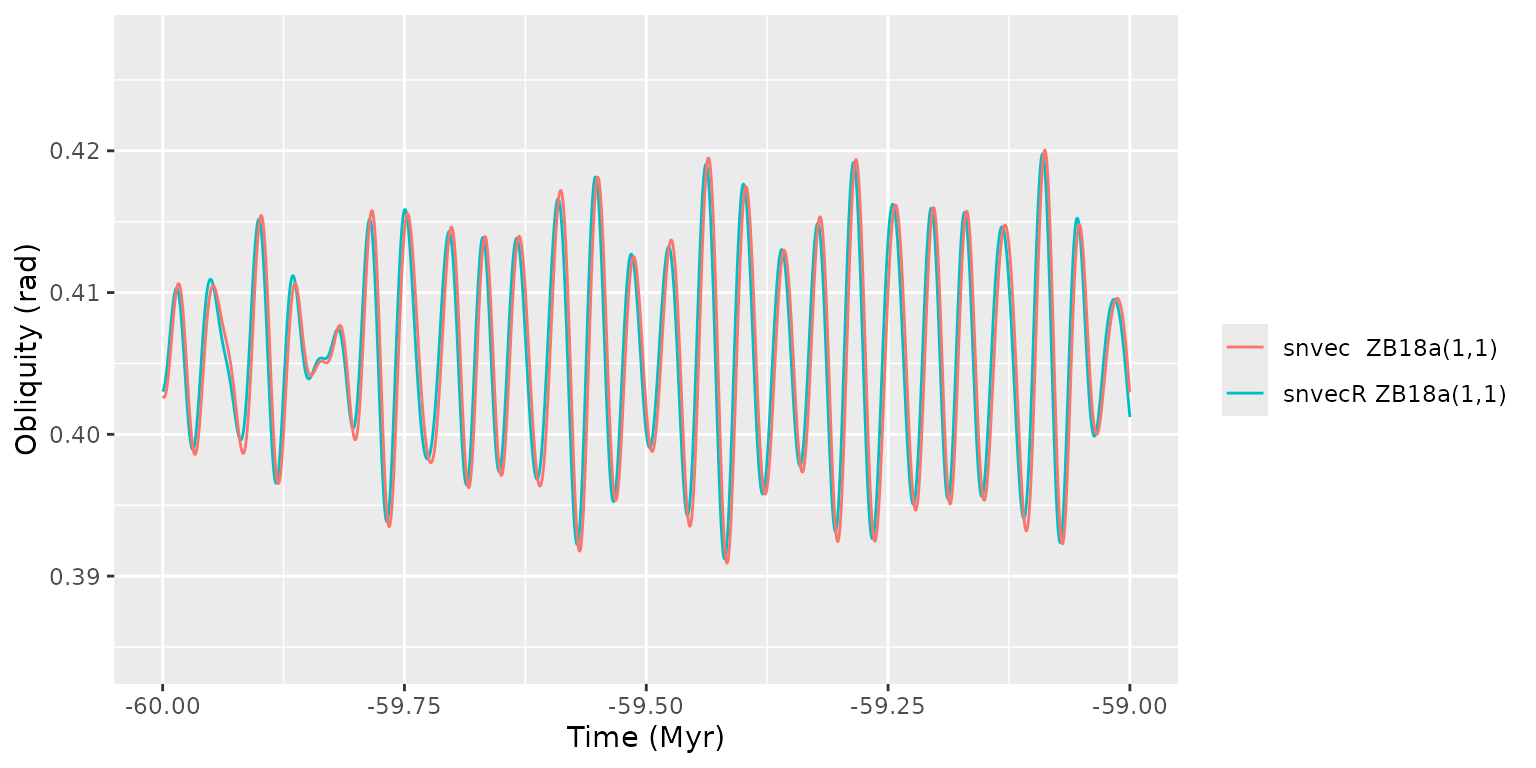 Obliquity (rad)
0.42
0.41
0.40
0.39
-60.00
-59.75
-59.50
-59.25
-59.00
Time (Myr)
snvec  ZB18a(1,1)
snvecR ZB18a(1,1)